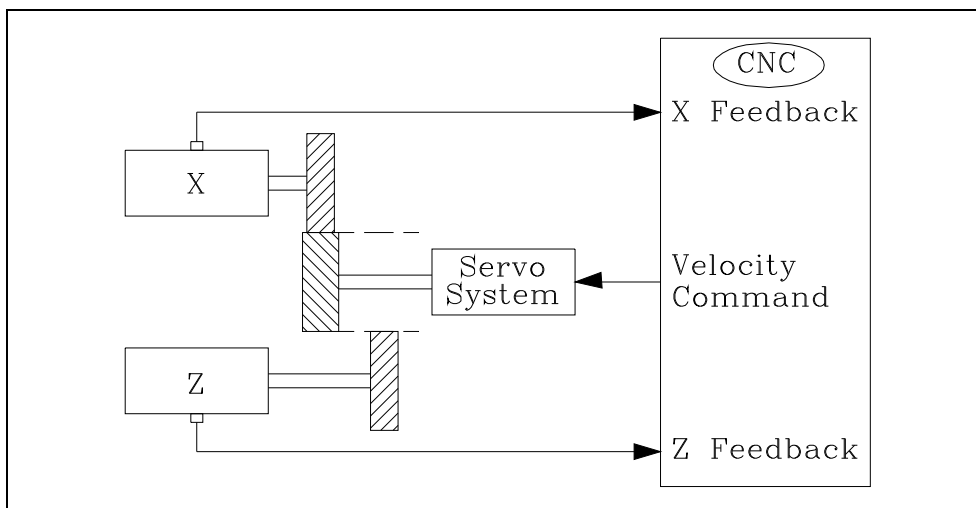 CNC
X Feedback
X
Servo
System
Velocity
Command
Z
Z Feedback